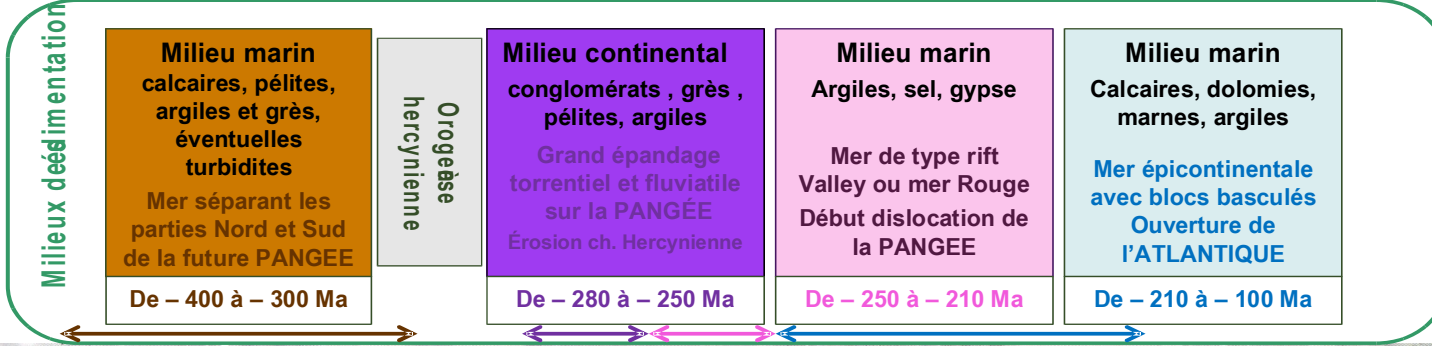 Milieux de sédimentation
Milieu marin
calcaires, pélites,
argiles et grès,
éventuelles
turbidites
Mer séparant les
parties Nord et Sud
de la future PANGEE
De – 400 à – 300 Ma
Orogenèse
hercynienne
Milieu continental
conglomérats , grès ,
pélites, argiles
Grand épandage
torrentiel et fluviatile
sur la PANGÉE
Érosion ch. Hercynienne
De – 280 à – 250 Ma
Milieu marin
Argiles, sel, gypse
Mer de type rift
Valley ou mer Rouge
Début dislocation de
la PANGEE
De – 250 à – 210 Ma
Milieu marin
Calcaires, dolomies,
marnes, argiles
Mer épicontinentale
avec blocs basculés
Ouverture de
l’ATLANTIQUE
De – 210 à – 100 Ma